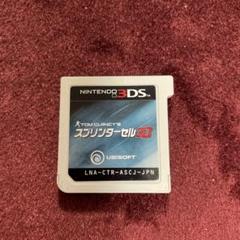 NINTENDO 3DS
TOM CLANCY'S
スプリンターセル3D
UBISOFT
LNA-CTR-ASCJ-JPN